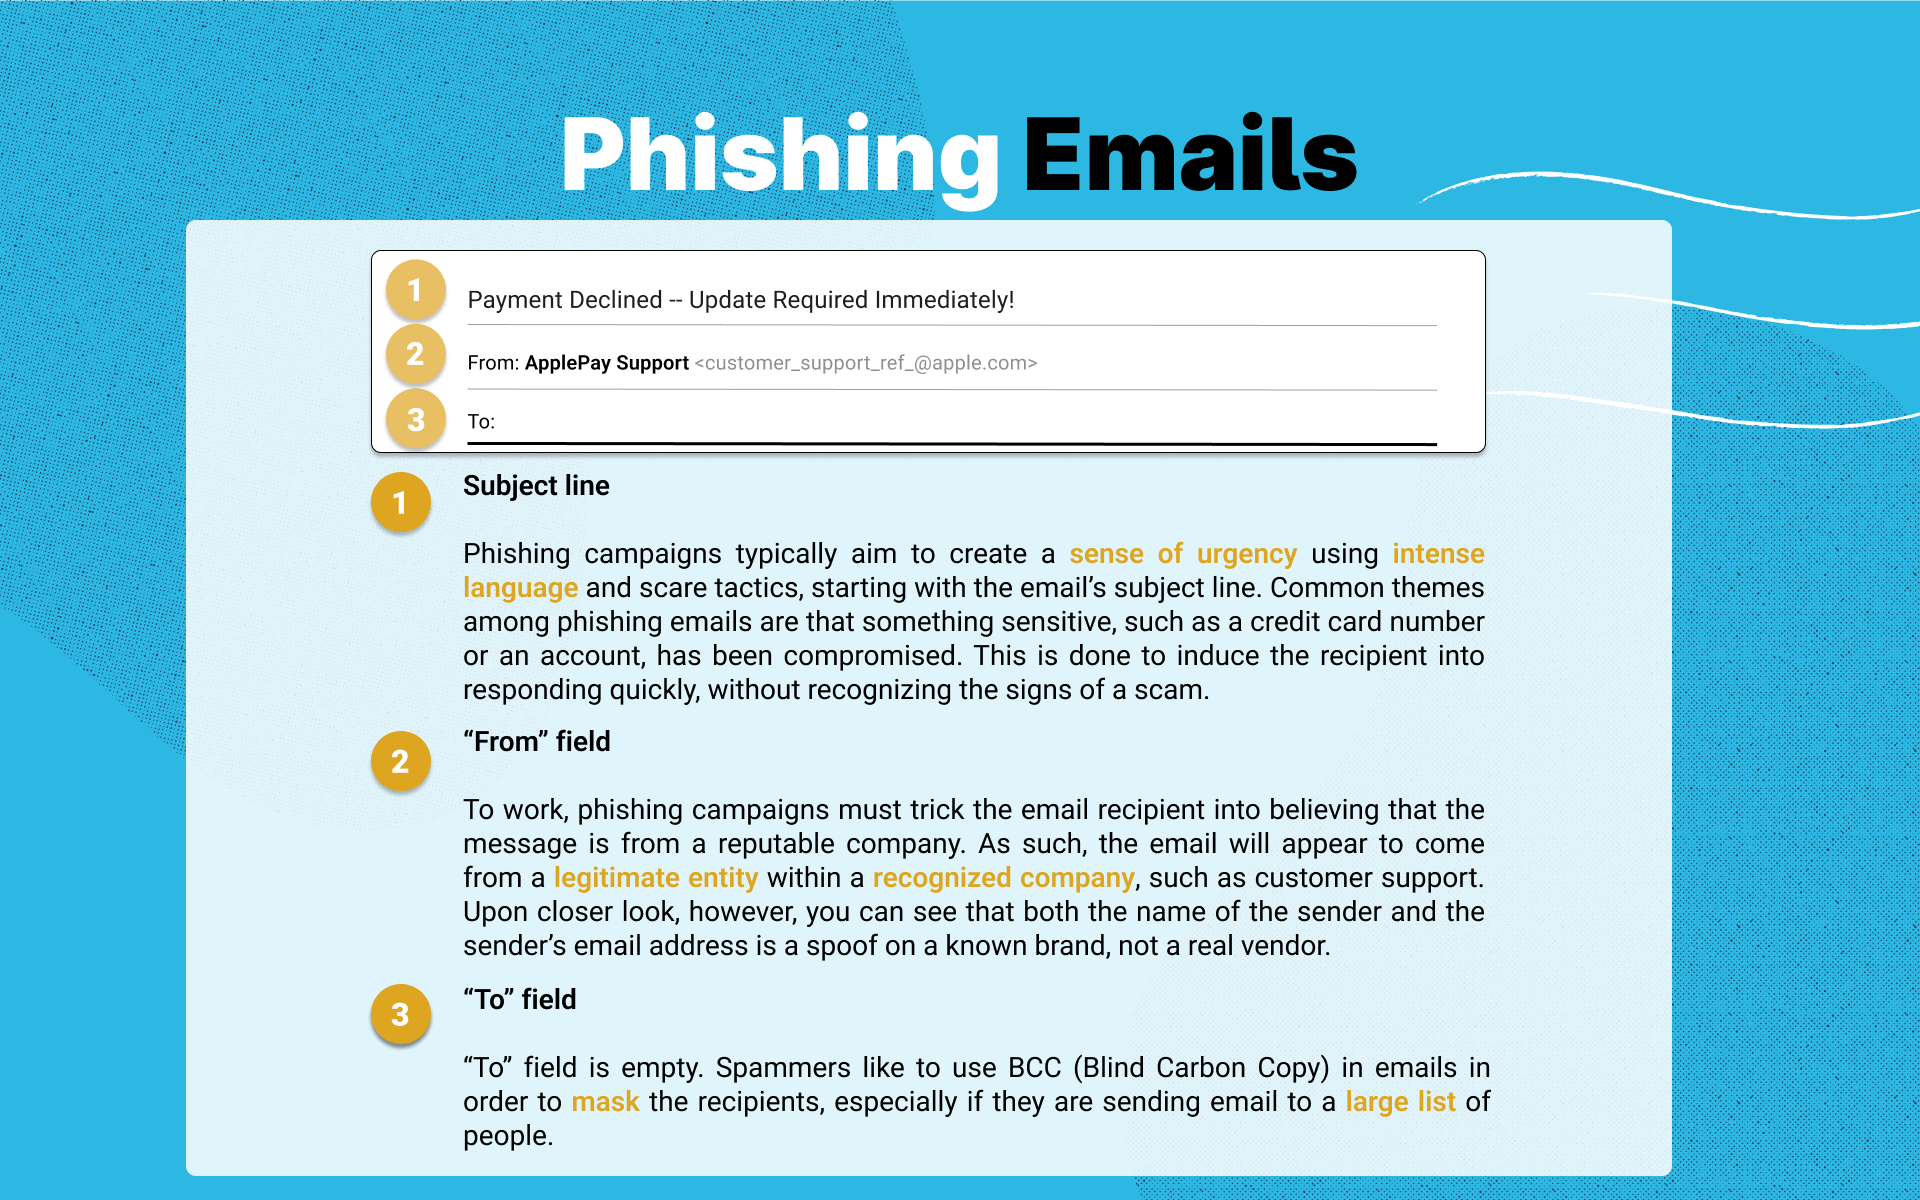 Phishing Emails
1
Payment Declined -- Update Required Immediately!
2
From: ApplePay Support <customer_support_ref_@apple.com>
3
To:
1
Subject line
Phishing campaigns typically aim to create a sense of urgency using intense
language and scare tactics, starting with the email’s subject line. Common themes
among phishing emails are that something sensitive, such as a credit card number
or an account, has been compromised. This is done to induce the recipient into
responding quickly, without recognizing the signs of a scam.
2
“From” field
To work, phishing campaigns must trick the email recipient into believing that the
message is from a reputable company. As such, the email will appear to come
from a legitimate entity within a recognized company, such as customer support.
Upon closer look, however, you can see that both the name of the sender and the
sender’s email address is a spoof on a known brand, not a real vendor.
3
“To” field
“To” field is empty. Spammers like to use BCC (Blind Carbon Copy) in emails in
order to mask the recipients, especially if they are sending email to a large list of
people.